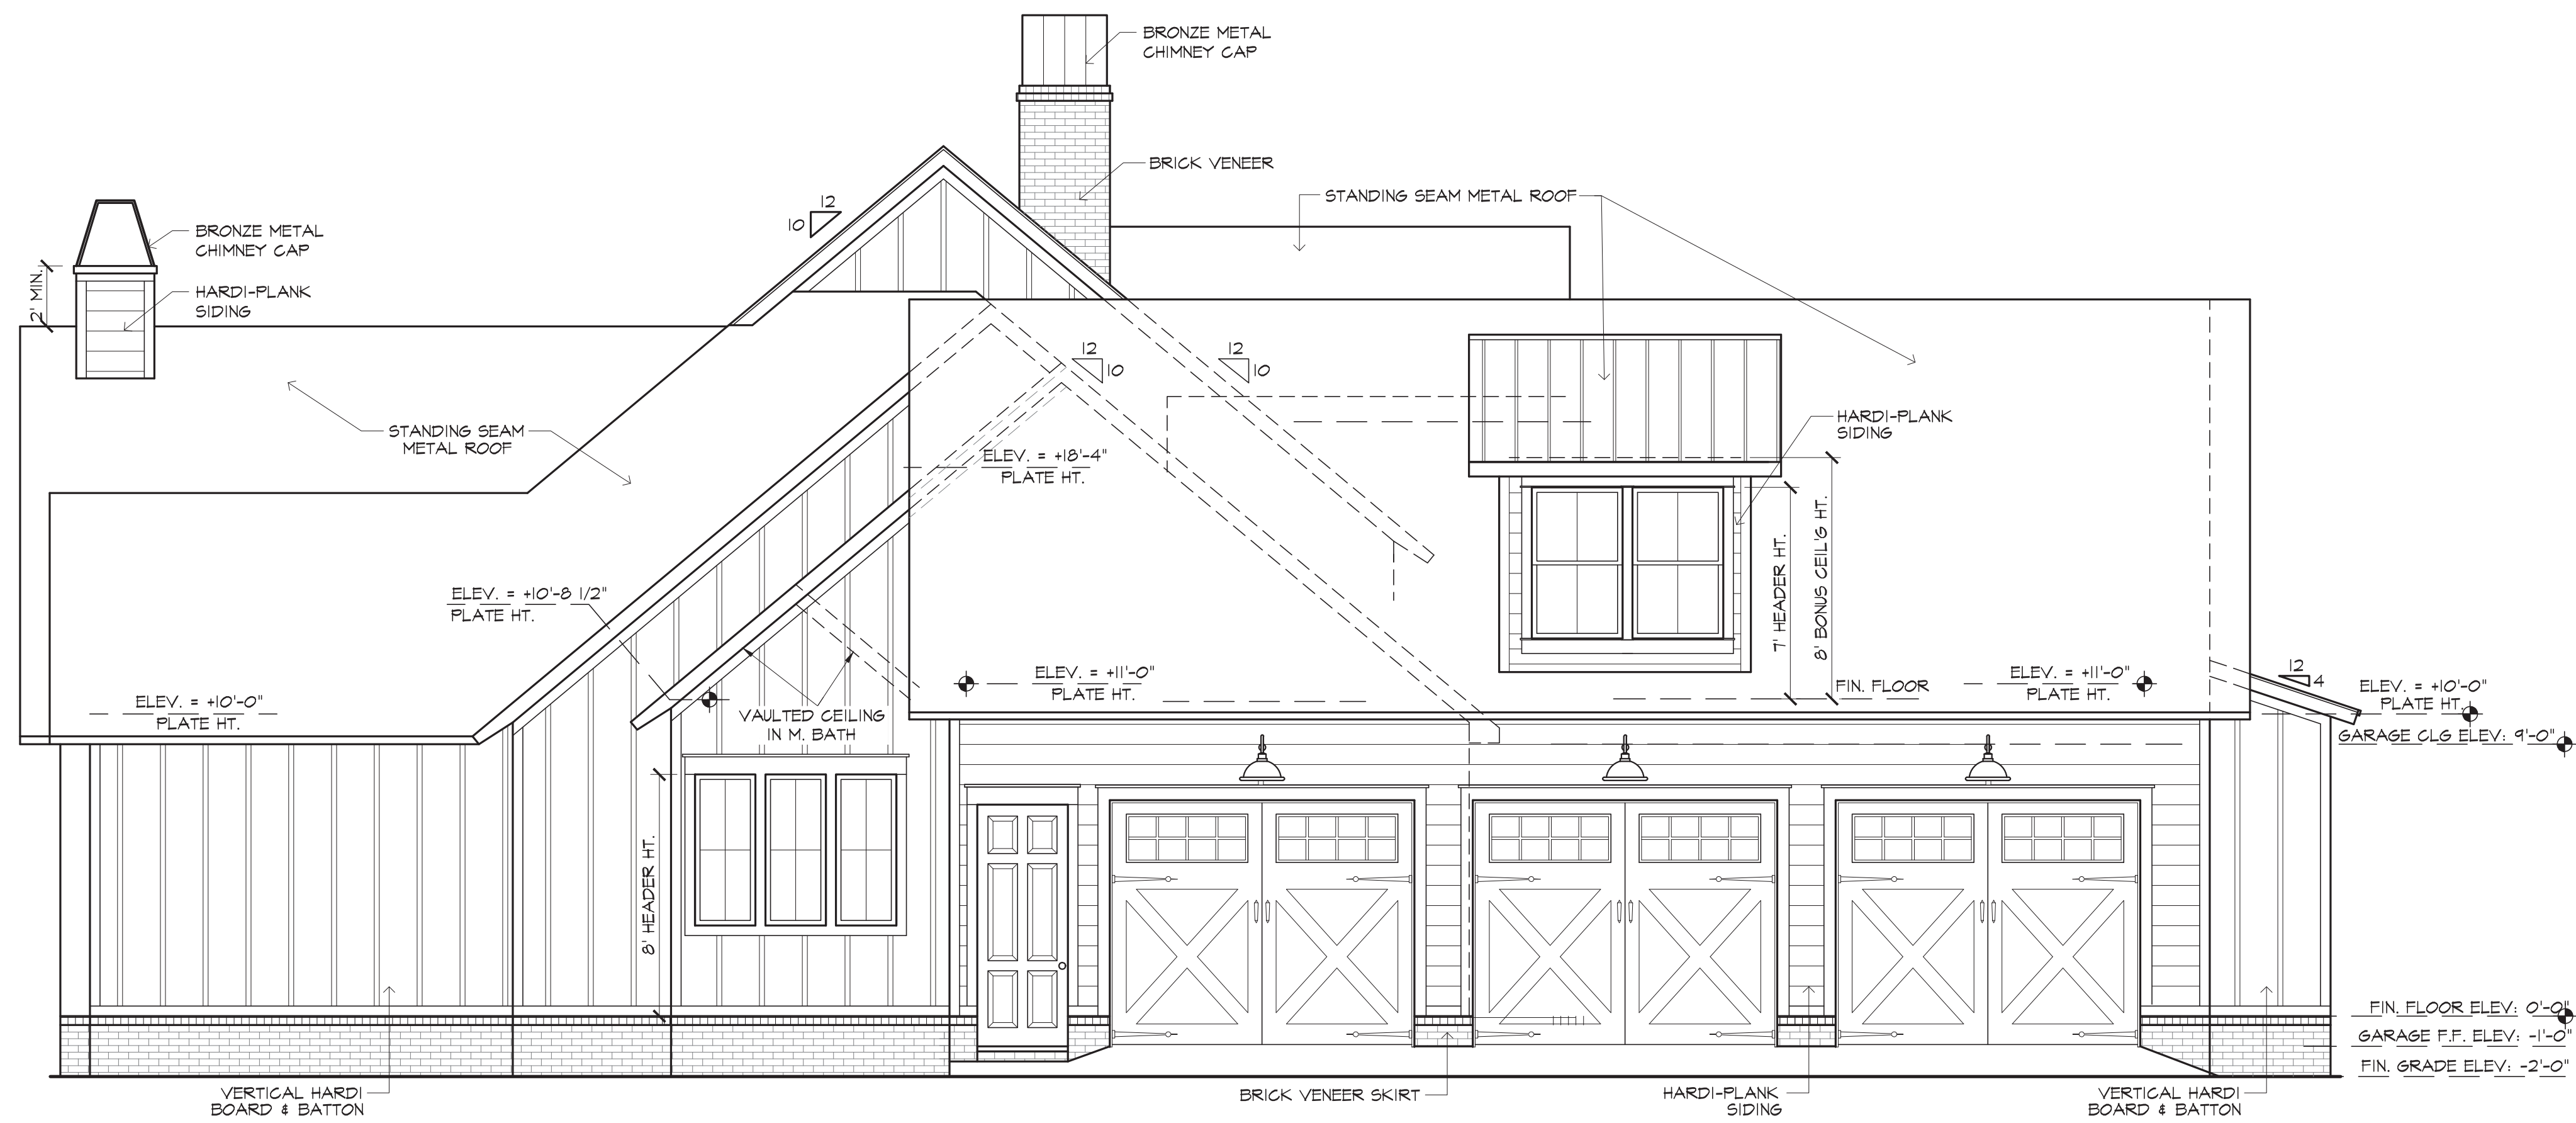 BRONZE METAL
CHIMNEY CAP
BRICK VENEER
STANDING SEAM METAL ROOF
12
10
BRONZE METAL
CHIMNEY CAP
2' MIN.
HARDI-PLANK
SIDING
12
10
12
10
STANDING SEAM
METAL ROOF
HARDI-PLANK
SIDING
ELEV. = +18'-4"
PLATE HT.
7' HEADER HT.
8' BONUS CEIL'G HT.
ELEV. = +10'-8 1/2"
PLATE HT.
ELEV. = +10'-0"
PLATE HT.
VAULTED CEILING
IN M. BATH
ELEV. = +11'-0"
PLATE HT.
FIN. FLOOR
ELEV. = +11'-0"
PLATE HT.
12
4
ELEV. = +10'-0"
PLATE HT.
GARAGE CLG ELEV: 9'-0"
8' HEADER HT.
FIN. FLOOR ELEV: 0'-0"
GARAGE F.F. ELEV: -1'-0"
FIN. GRADE ELEV: -2'-0"
VERTICAL HARDI
BOARD & BATTON
BRICK VENEER SKIRT
HARDI-PLANK
SIDING
VERTICAL HARDI
BOARD & BATTON